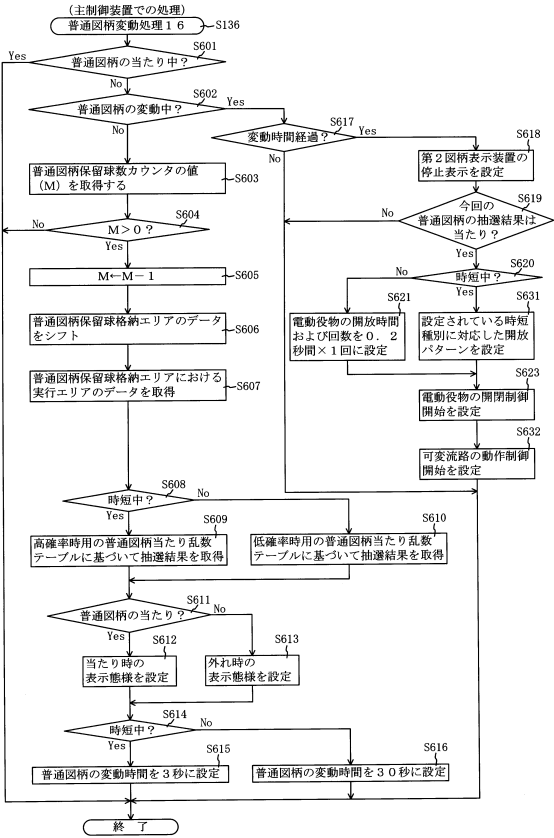 (主制御装置での処理)
普通図柄変動処理16
S136
S601
普通図柄の当たり中？
Yes
No
S602
普通図柄の変動中？
Yes
No
S617
変動時間経過？
Yes
No
S618
第2図柄表示装置の
停止表示を設定
S603
普通図柄保留球数カウンタの値
(M)を取得する
S619
今回の
普通図柄の抽選結果は
当たり？
No
Yes
S604
M＞0？
No
Yes
S605
M←M－1
S620
時短中？
No
Yes
S606
普通図柄保留球格納エリアのデータ
をシフト
S621
電動役物の開放時間
および回数を0．2
秒間×1回に設定
S631
設定されている時短
種別に対応した開放
パターンを設定
S607
普通図柄保留球格納エリアにおける
実行エリアのデータを取得
S623
電動役物の開閉制御
開始を設定
S632
可変流路の動作制御
開始を設定
S608
時短中？
No
Yes
S609
高確率時用の普通図柄当たり乱数
テーブルに基づいて抽選結果を取得
S610
低確率時用の普通図柄当たり乱数
テーブルに基づいて抽選結果を取得
S611
普通図柄の当たり？
No
Yes
S612
当たり時の
表示態様を設定
S613
外れ時の
表示態様を設定
S614
時短中？
No
Yes
S615
普通図柄の変動時間を3秒に設定
S616
普通図柄の変動時間を30秒に設定
終 了